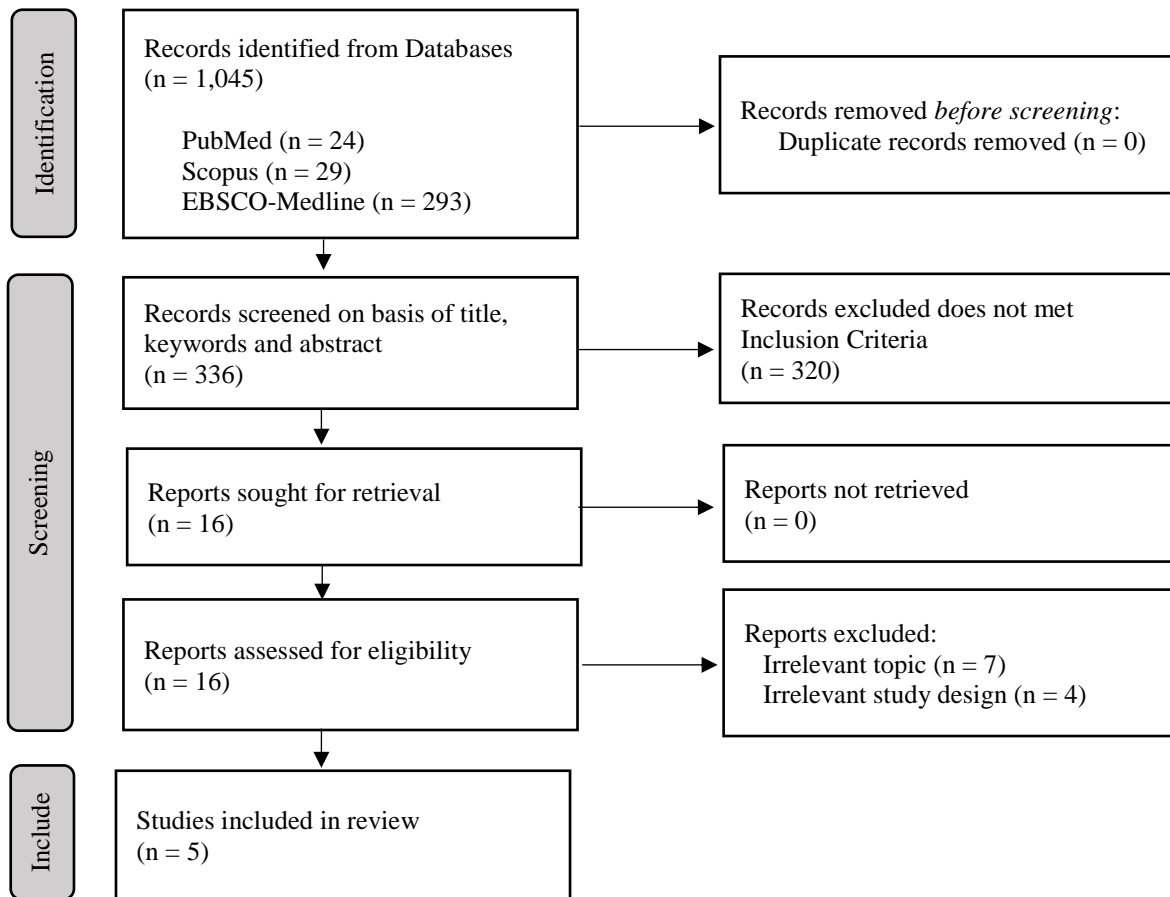 Identification
Records identified from Databases
(n = 1,045)
PubMed (n = 24)
Scopus (n = 29)
EBSCO-Medline (n = 293)
Records removed before screening:
Duplicate records removed (n = 0)
Screening
Records screened on basis of title,
keywords and abstract
(n = 336)
Records excluded does not met
Inclusion Criteria
(n = 320)
Reports sought for retrieval
(n = 16)
Reports not retrieved
(n = 0)
Reports assessed for eligibility
(n = 16)
Reports excluded:
Irrelevant topic (n = 7)
Irrelevant study design (n = 4)
Include
Studies included in review
(n = 5)